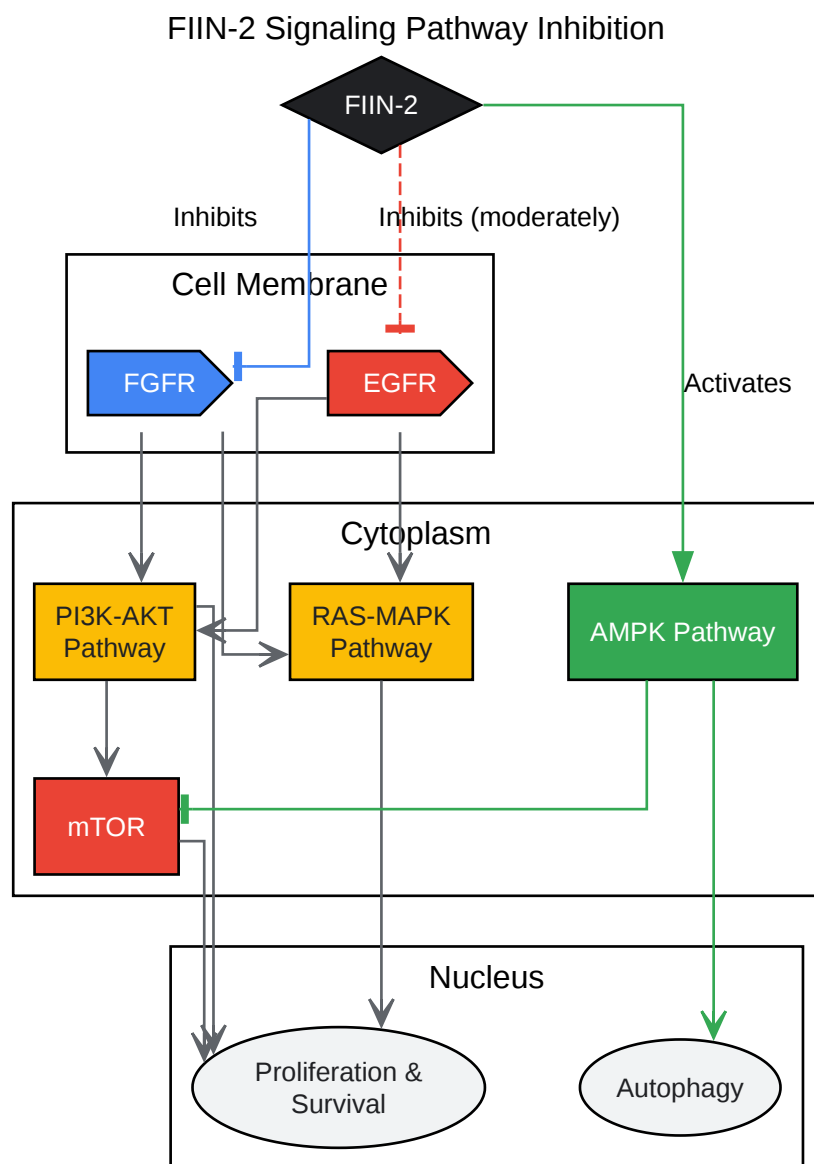 FIIN-2 Signaling Pathway Inhibition
FIIN-2
Inhibits
Inhibits (moderately)
Cell Membrane
FGFR
EGFR
Activates
Cytoplasm
PI3K-AKT
Pathway
RAS-MAPK
Pathway
AMPK Pathway
mTOR
Nucleus
Proliferation &
Survival
Autophagy